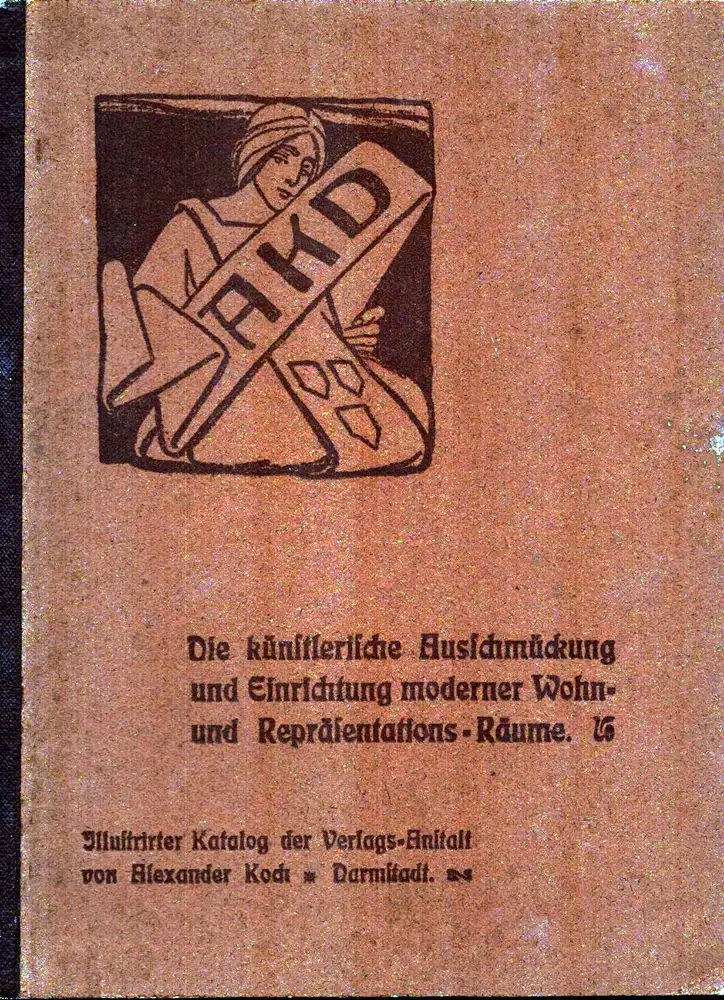 AKD
Die künſtleriſche Ausſchmückung
und Einrichtung moderner Wohn-
und Repräſentations-Räume.
Illuſtrirter Katalog der Verlags-Anſtalt
von Alexander Koch * Darmſtadt.